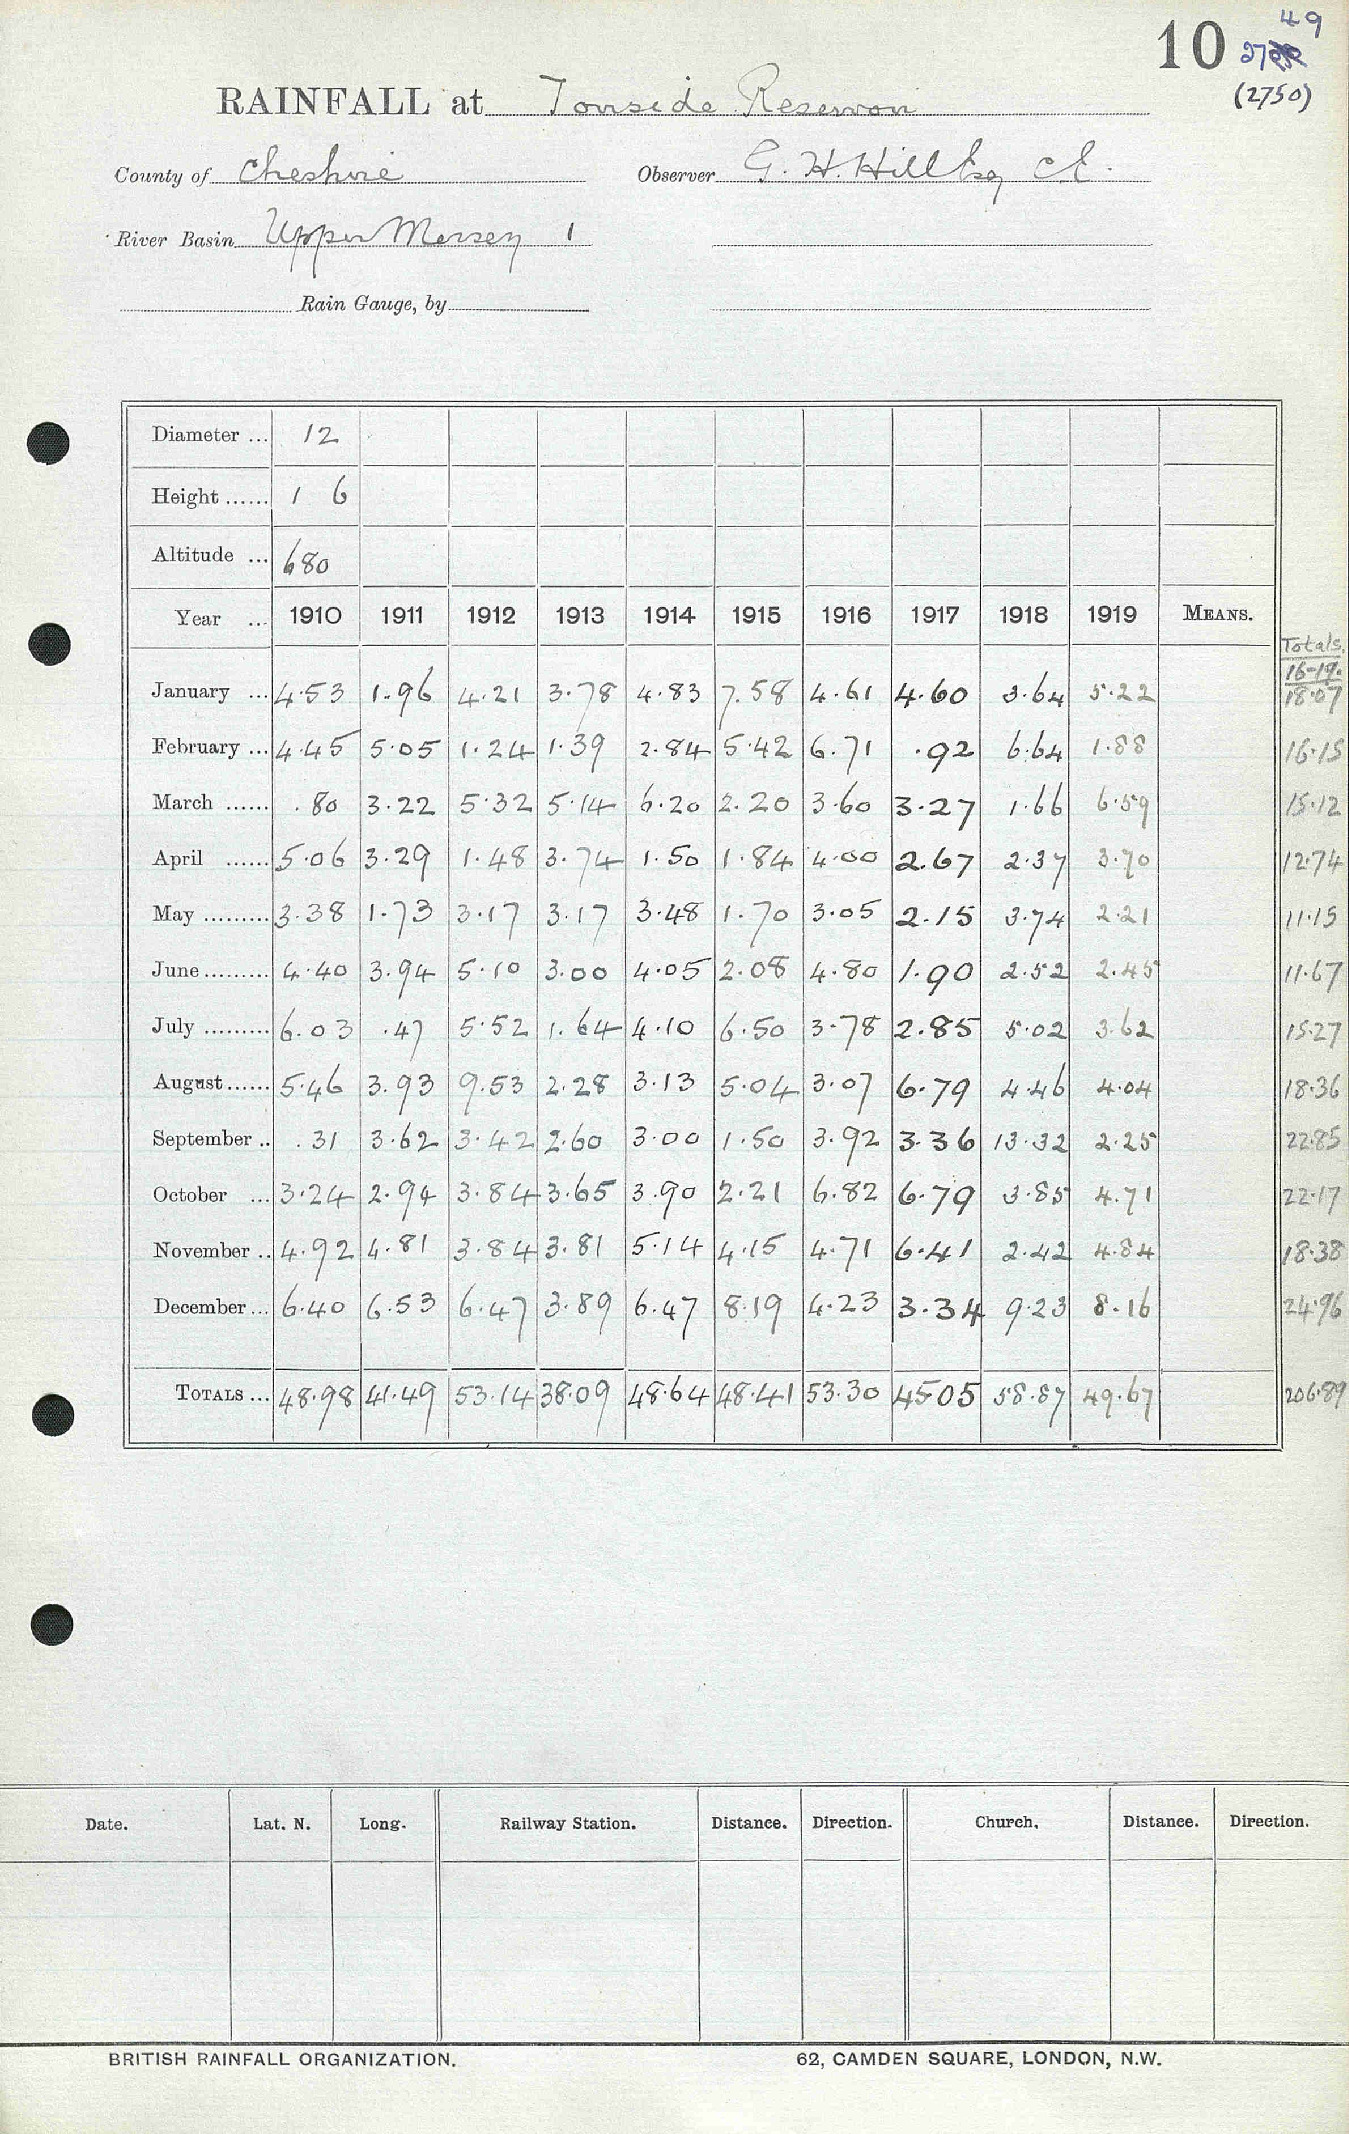 10 49
(2750)
RAINFALL at Torside Reservoir
County of Cheshire Observer G. H. Hill Esq C.E.
River Basin Upper Mersey 1
Rain Gauge, by
Diameter ... 12
Height ...... 1 6
Altitude ... 680
Year ... 1910 1911 1912 1913 1914 1915 1916 1917 1918 1919 MEANS.
Totals.
16-19.
January ... 4.53 1.96 4.21 3.78 4.83 7.58 4.61 4.60 3.64 5.22 18.07
February ... 4.45 5.05 1.24 1.39 2.84 5.42 6.71 .92 6.64 1.88 16.15
March ...... .80 3.22 5.32 5.14 6.20 2.20 3.60 3.27 1.66 6.59 15.12
April ...... 5.06 3.29 1.48 3.74 1.50 1.84 4.00 2.67 2.37 3.70 12.74
May ......... 3.38 1.73 3.17 3.17 3.48 1.70 3.05 2.15 3.74 2.21 11.15
June ......... 4.40 3.94 5.10 3.00 4.05 2.08 4.80 1.90 2.52 2.45 11.67
July ......... 6.03 .47 5.52 1.64 4.10 6.50 3.78 2.85 5.02 3.62 15.27
August ...... 5.46 3.93 9.53 2.28 3.13 5.04 3.07 6.79 4.46 4.04 18.36
September .. .31 3.62 3.42 2.60 3.00 1.50 3.92 3.36 13.32 2.25 22.85
October ... 3.24 2.94 3.84 3.65 3.90 2.21 6.82 6.79 3.85 4.71 22.17
November .. 4.92 4.81 3.84 3.81 5.14 4.15 4.71 6.41 2.42 4.84 18.38
December ... 6.40 6.53 6.47 3.89 6.47 8.19 4.23 3.34 9.23 8.16 24.96
TOTALS ... 48.98 41.49 53.14 38.09 48.64 48.41 53.30 45.05 58.87 49.67 206.89
Date. Lat. N. Long. Railway Station. Distance. Direction. Church. Distance. Direction.
BRITISH RAINFALL ORGANIZATION. 62, CAMDEN SQUARE, LONDON, N.W.